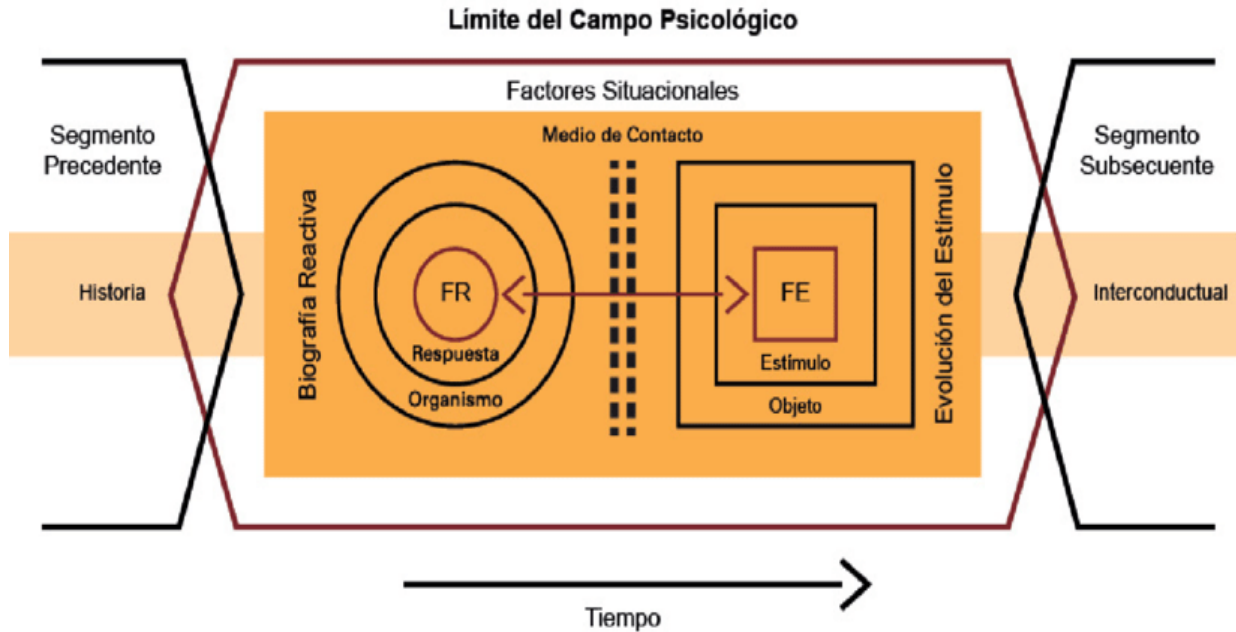 Límite del Campo Psicológico
Factores Situacionales
Segmento
Precedente
Historia
Medio de Contacto
Biografía Reactiva
FR
Respuesta
Organismo
FE
Estímulo
Objeto
Evolución del Estímulo
Segmento
Subsecuente
Interconductual
Tiempo